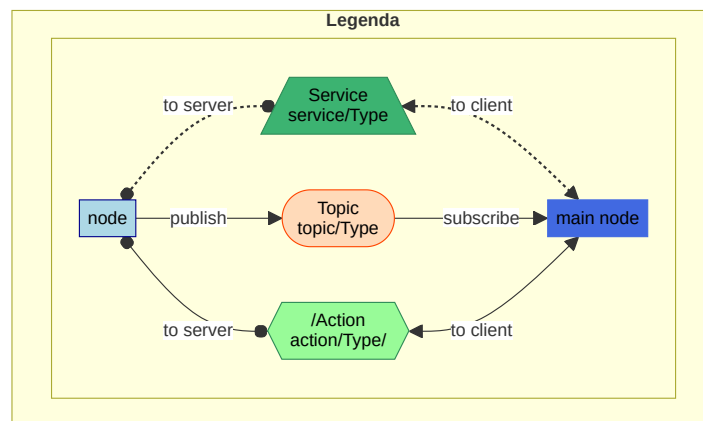 Legenda
Service
service/Type
to server
to client
node
publish
Topic
topic/Type
subscribe
main node
/Action
action/Type/
to server
to client